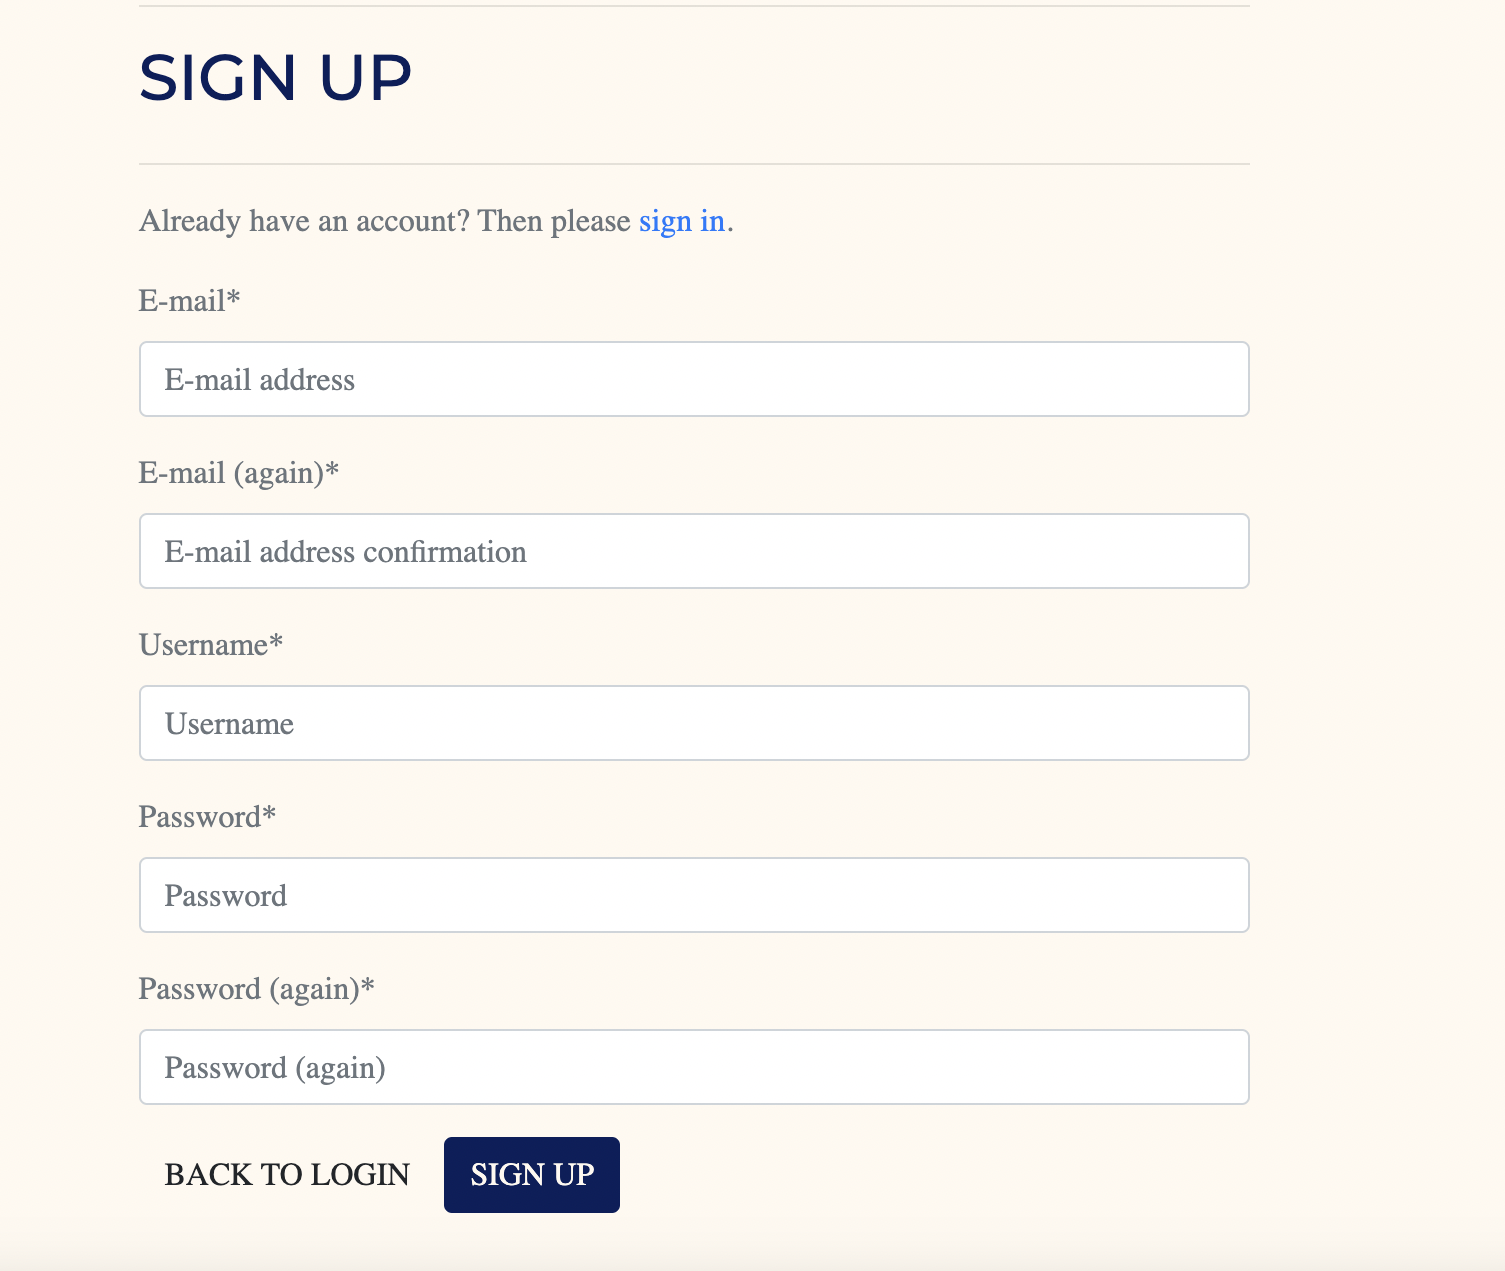 SIGN UP
Already have an account? Then please sign in.
E-mail*
E-mail address
E-mail (again)*
E-mail address confirmation
Username*
Username
Password*
Password
Password (again)*
Password (again)
BACK TO LOGIN SIGN UP